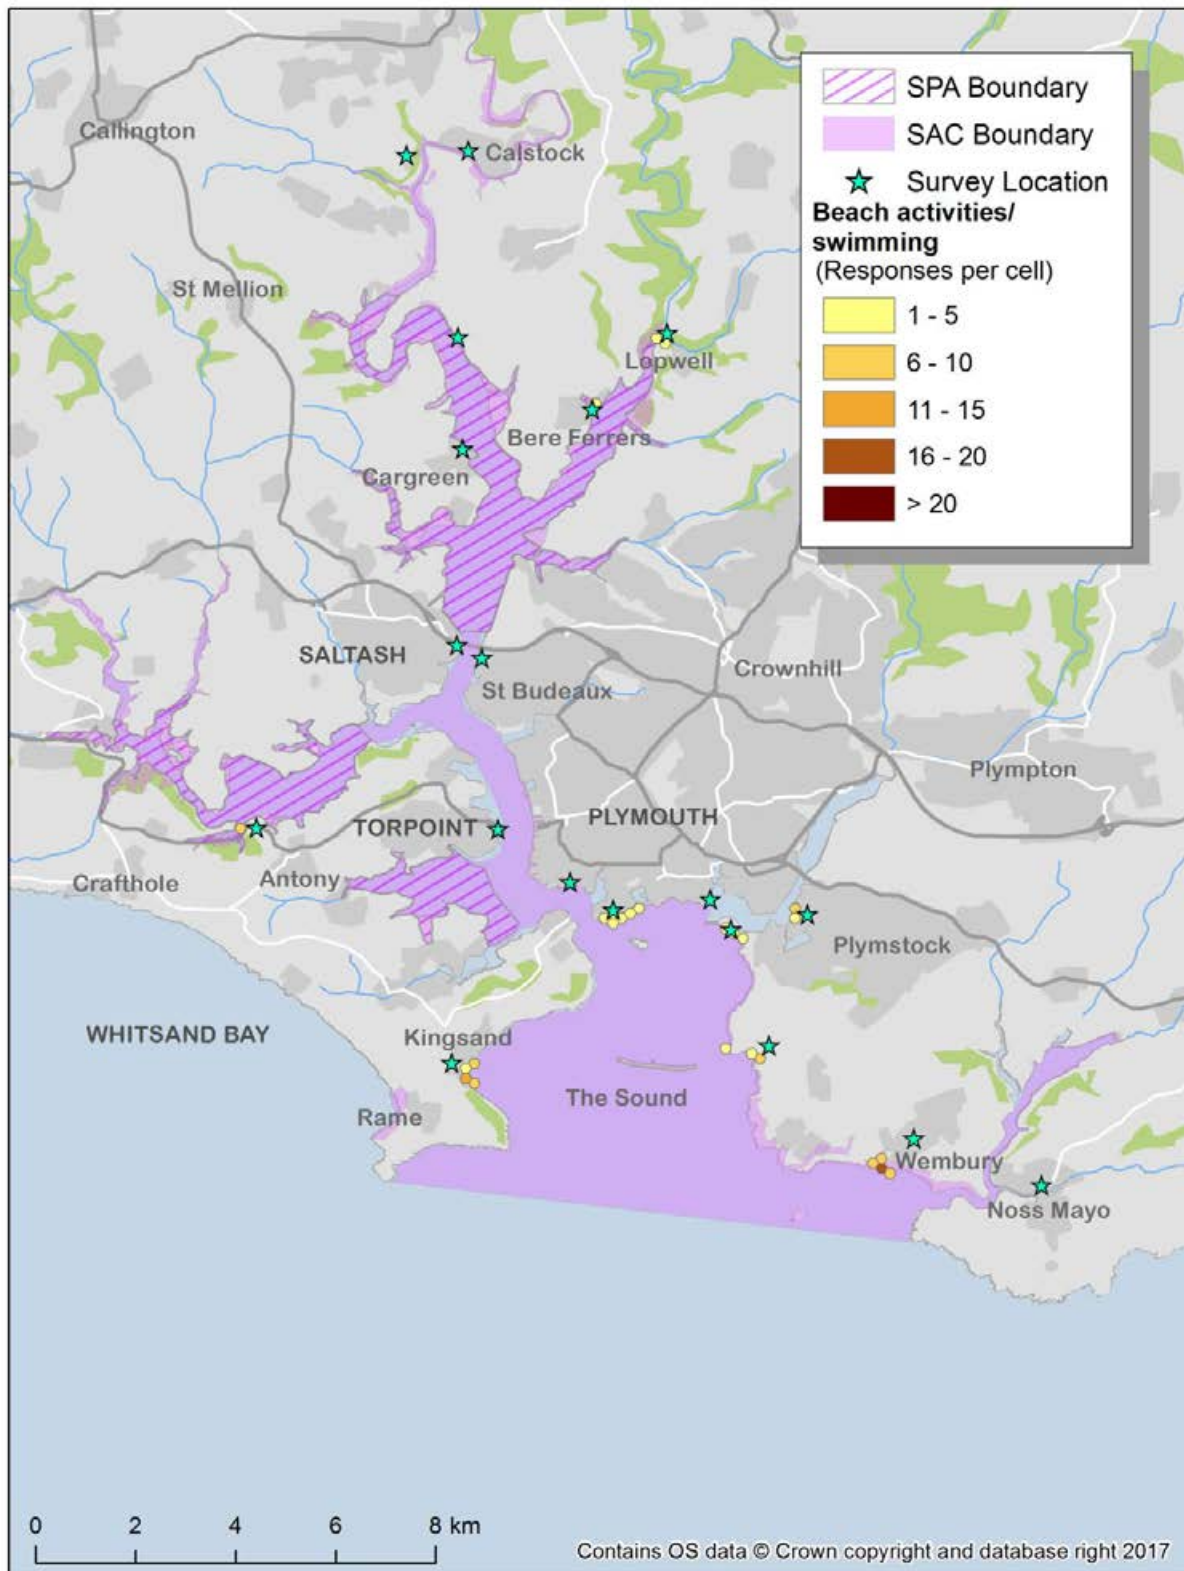 SPA Boundary
SAC Boundary
Survey Location
Beach activities/
swimming
(Responses per cell)
1 - 5
6 - 10
11 - 15
16 - 20
> 20
Callington
Calstock
St Mellion
Lopwell
Bere Ferrers
Cargreen
SALTASH
St Budeaux
Crownhill
Plympton
TORPOINT
PLYMOUTH
Crafthole
Antony
Plymstock
WHITSAND BAY
Kingsand
The Sound
Rame
Wembury
Noss Mayo
0 2 4 6 8 km
Contains OS data © Crown copyright and database right 2017